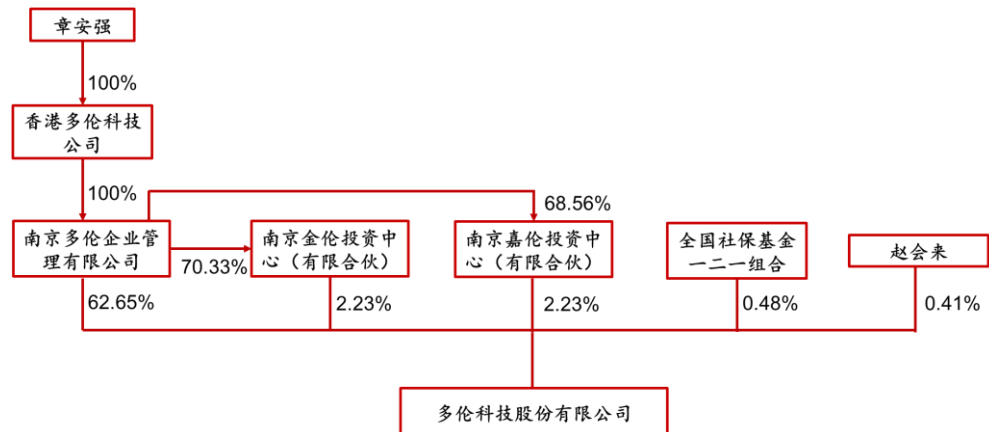 章安强
100%
香港多伦科技
公司
100%
68.56%
南京多伦企业管
理有限公司
70.33%
南京金伦投资中
心（有限合伙）
南京嘉伦投资中
心（有限合伙）
全国社保基金
一二一组合
赵会来
62.65%
2.23%
2.23%
0.48%
0.41%
多伦科技股份有限公司